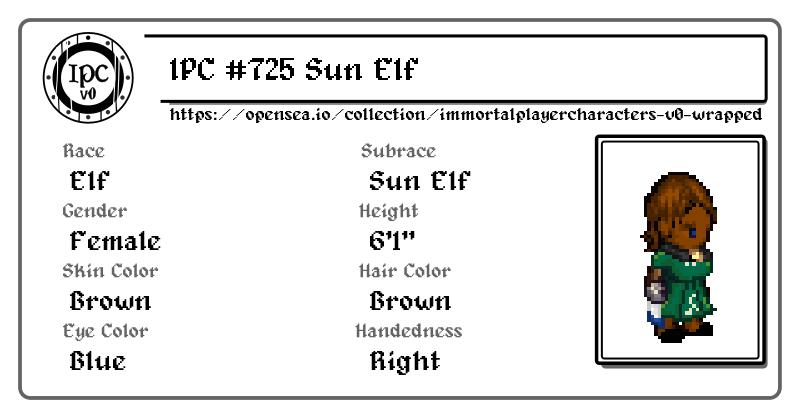 IPC
v0
IPC #725 Sun Elf
https://opensea.io/collection/immortalplayercharacters-v0-wrapped
Race
Subrace
Elf
Sun Elf
Gender
Height
Female
6'1"
Skin Color
Hair Color
Brown
Brown
Eye Color
Handedness
Blue
Right